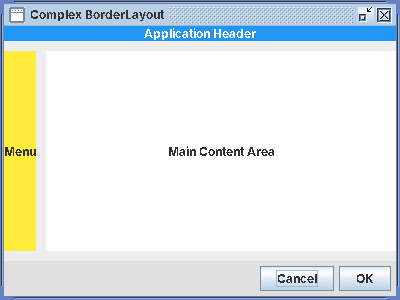 Complex BorderLayout
Application Header
Menu
Main Content Area
Cancel
OK